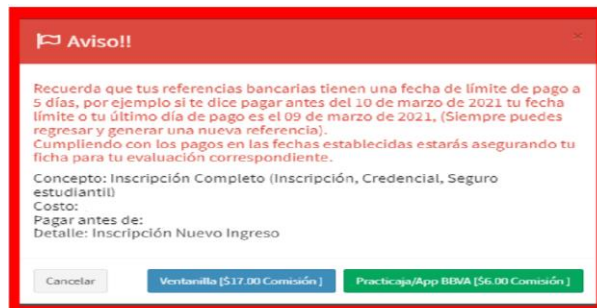 Aviso!!
×
Recuerda que tus referencias bancarias tienen una fecha de límite de pago a
5 días, por ejemplo si te dice pagar antes del 10 de marzo de 2021 tu fecha
límite o tu último día de pago es el 09 de marzo de 2021, (Siempre puedes
regresar y generar una nueva referencia).
Cumpliendo con los pagos en las fechas establecidas estarás asegurando tu
ficha para tu evaluación correspondiente.
Concepto: Inscripción Completo (Inscripción, Credencial, Seguro
estudiantil)
Costo:
Pagar antes de:
Detalle: Inscripción Nuevo Ingreso
Cancelar Ventanilla [$17.00 Comisión ] Practicaja/App BBVA [$6.00 Comisión ]